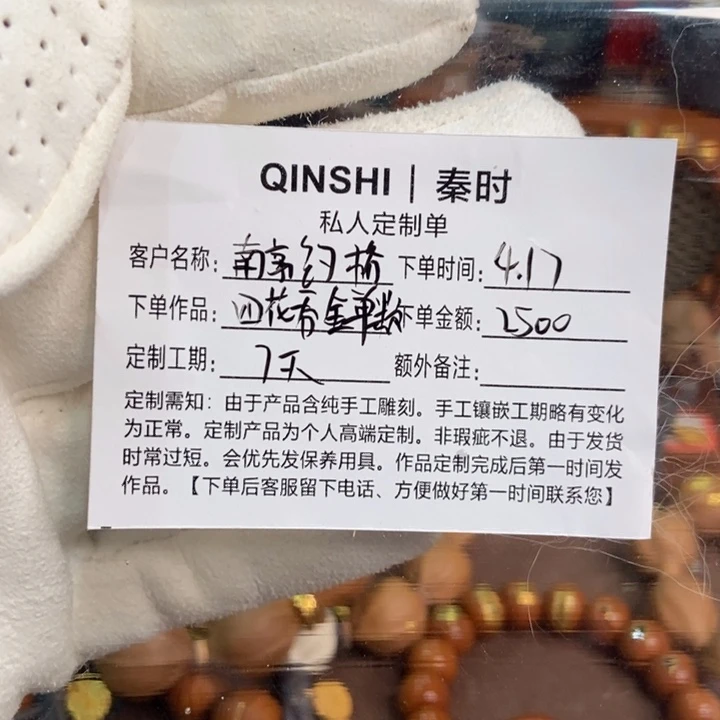 QINSHI | 秦时
私人定制单
客户名称: 南京 下单时间: 4.17
下单作品: 四花 金 下单金额: 2500
定制工期: 7天 额外备注:
定制需知：由于产品含纯手工雕刻。手工镶嵌工期略有变化
为正常。定制产品为个人高端定制。非瑕疵不退。由于发货
时常过短。会优先发保养用具。作品定制完成后第一时间发
作品。【下单后客服留下电话、方便做好第一时间联系您】